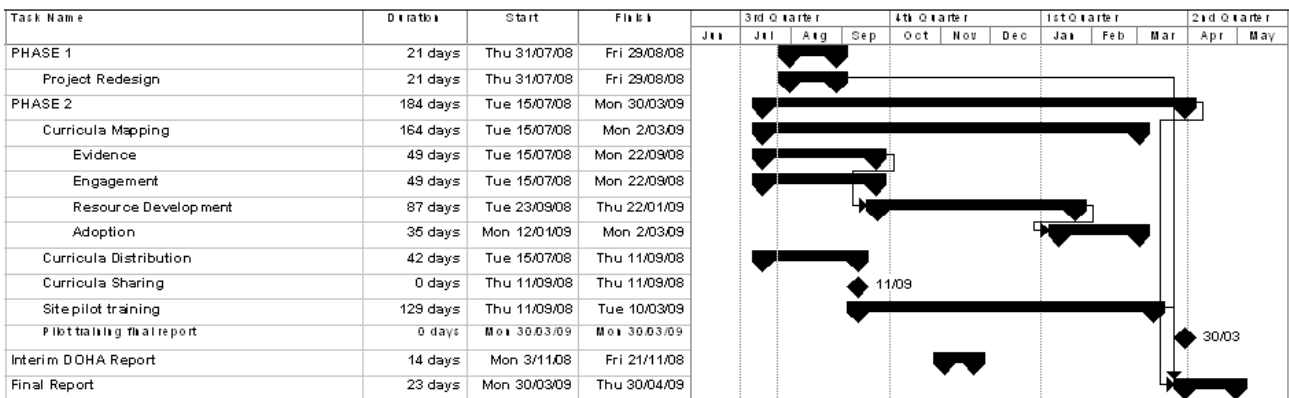 Task Name Duration Start Finish 3rd Quarter 4th Quarter 1st Quarter 2nd Quarter
Jun Jul Aug Sep Oct Nov Dec Jan Feb Mar Apr May
PHASE 1 21 days Thu 31/07/08 Fri 29/08/08
Project Redesign 21 days Thu 31/07/08 Fri 29/08/08
PHASE 2 184 days Tue 15/07/08 Mon 30/03/09
Curricula Mapping 164 days Tue 15/07/08 Mon 2/03/09
Evidence 49 days Tue 15/07/08 Mon 22/09/08
Engagement 49 days Tue 15/07/08 Mon 22/09/08
Resource Development 87 days Tue 23/09/08 Thu 22/01/09
Adoption 35 days Mon 12/01/09 Mon 2/03/09
Curricula Distribution 42 days Tue 15/07/08 Thu 11/09/08
Curricula Sharing 0 days Thu 11/09/08 Thu 11/09/08 11/09
Site pilot training 129 days Thu 11/09/08 Tue 10/03/09
Pilot training final report 0 days Mon 30/03/09 Mon 30/03/09 30/03
Interim DOHA Report 14 days Mon 3/11/08 Fri 21/11/08
Final Report 23 days Mon 30/03/09 Thu 30/04/09